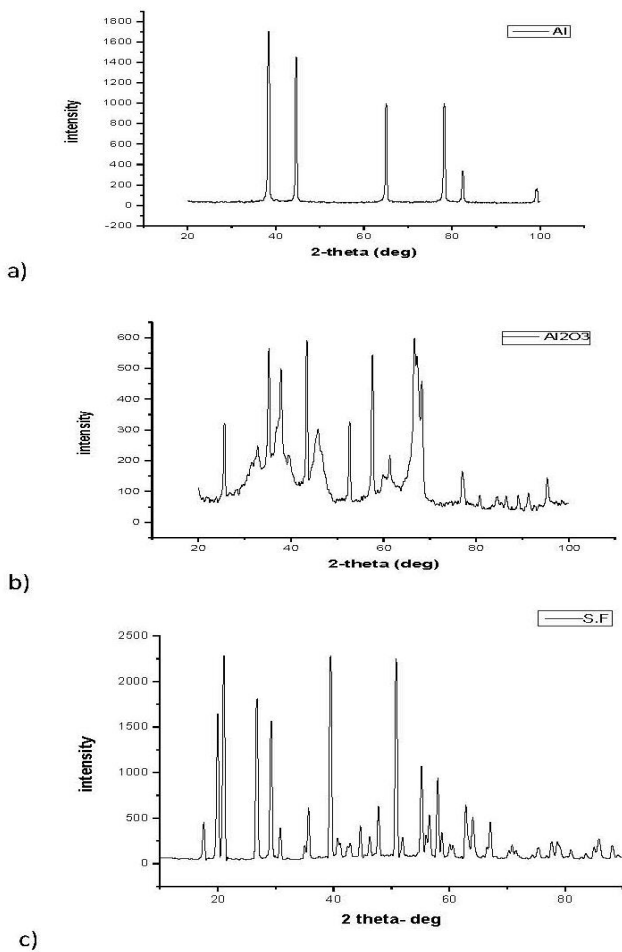 1800
1600
1400
1200
1000
800
600
400
200
0
-200
intensity
Al
20 40 60 80 100
2-theta (deg)
a)
600
500
400
300
200
100
0
intensity
Al2O3
20 40 60 80 100
2-theta (deg)
b)
2500
2000
1500
1000
500
0
intensity
S.F
20 40 60 80
2 theta- deg
c)